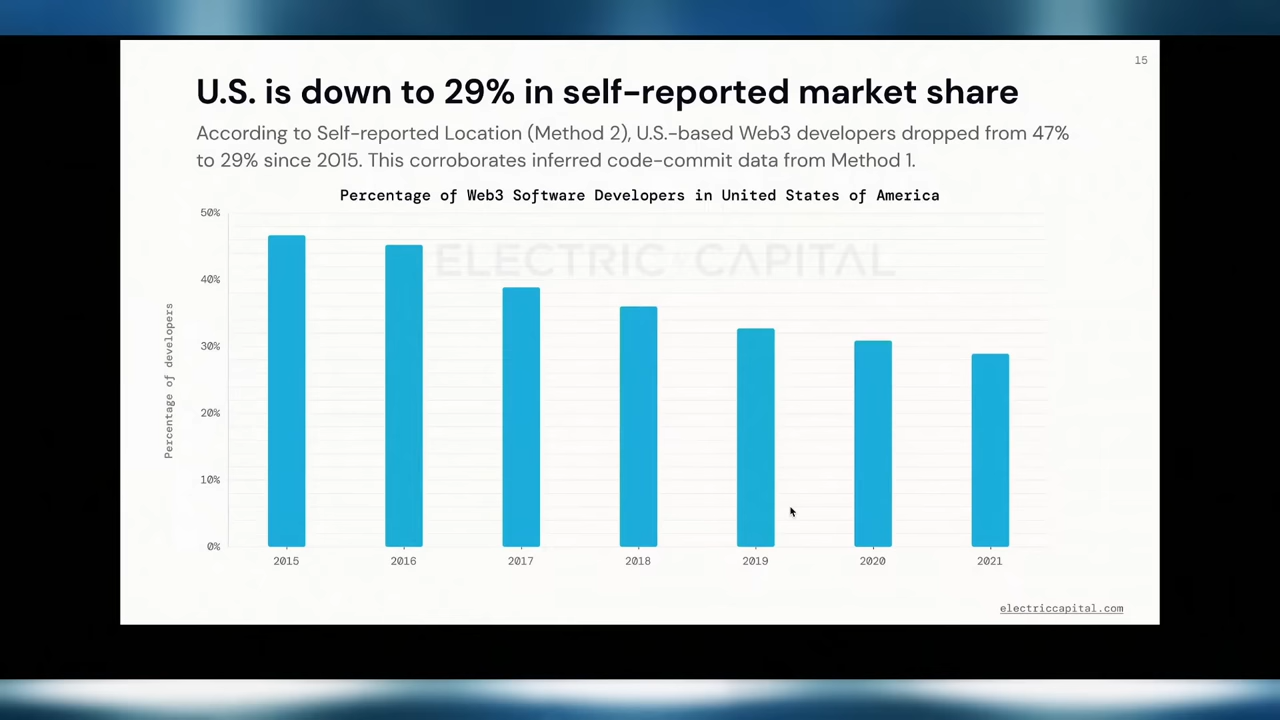 15
U.S. is down to 29% in self-reported market share
According to Self-reported Location (Method 2), U.S.-based Web3 developers dropped from 47%
to 29% since 2015. This corroborates inferred code-commit data from Method 1.
Percentage of Web3 Software Developers in United States of America
ELECTRIC CAPITAL
Percentage of developers
50%
40%
30%
20%
10%
0%
2015 2016 2017 2018 2019 2020 2021
electriccapital.com